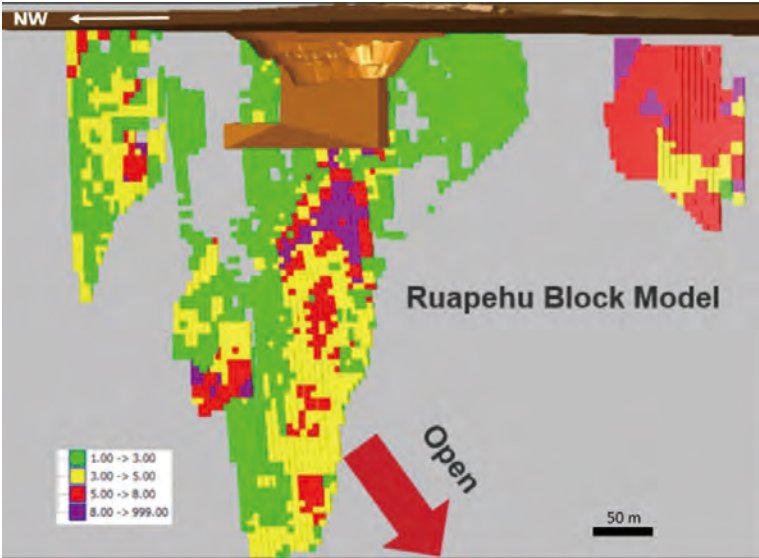 NW
Ruapehu Block Model
Open
1.00 -> 3.00
3.00 -> 5.00
5.00 -> 8.00
8.00 -> 999.00
50 m